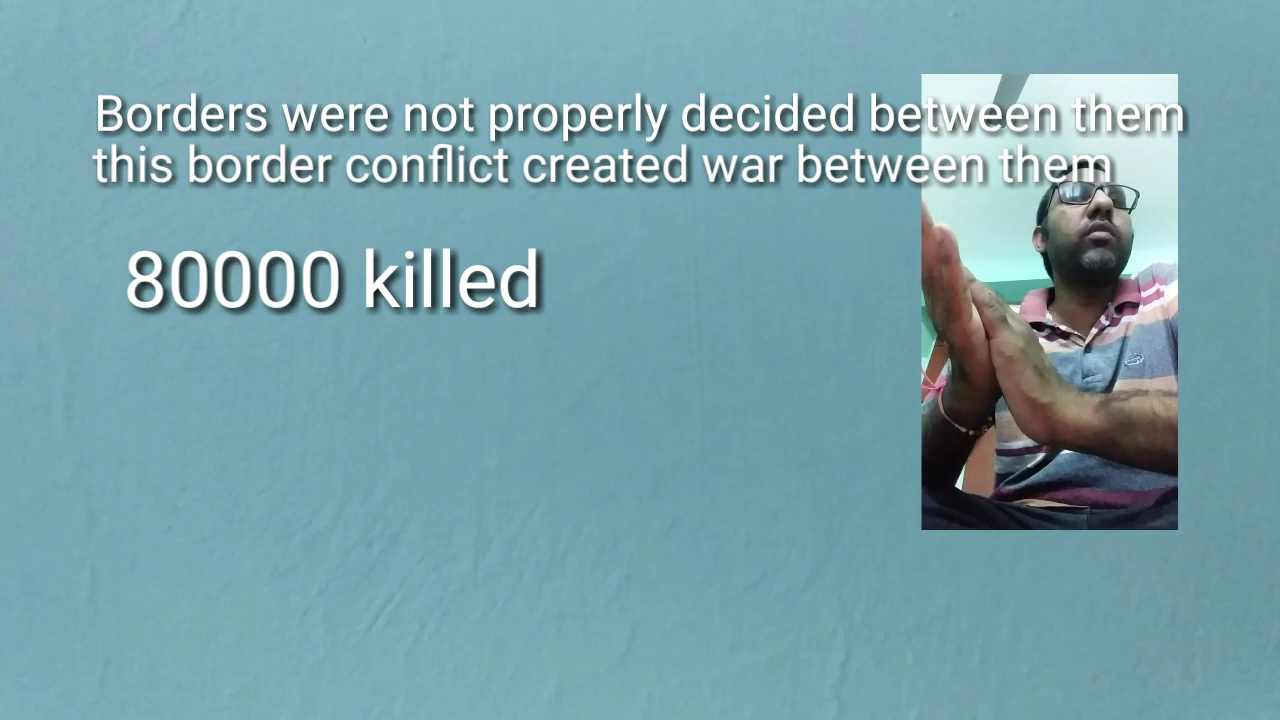 Borders were not properly decided between them
this border conflict created war between them
80000 killed